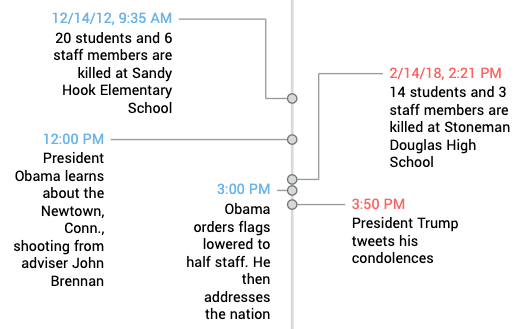 12/14/12, 9:35 AM
20 students and 6
staff members are
killed at Sandy
Hook Elementary
School
2/14/18, 2:21 PM
14 students and 3
staff members are
killed at Stoneman
Douglas High
School
12:00 PM
President
Obama learns
about the
Newtown,
Conn.,
shooting from
adviser John
Brennan
3:00 PM
Obama
orders flags
lowered to
half staff. He
then
addresses
the nation
3:50 PM
President Trump
tweets his
condolences